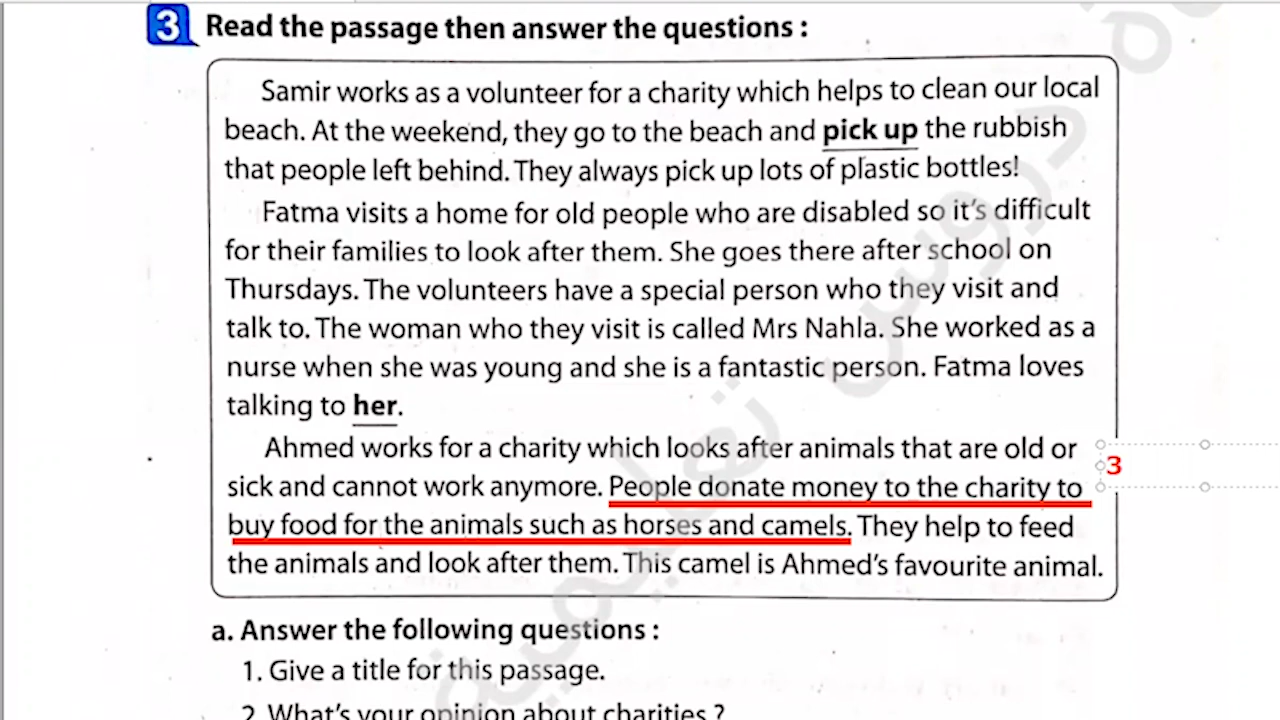 3 Read the passage then answer the questions :
Samir works as a volunteer for a charity which helps to clean our local
beach. At the weekend, they go to the beach and pick up the rubbish
that people left behind. They always pick up lots of plastic bottles!
Fatma visits a home for old people who are disabled so it's difficult
for their families to look after them. She goes there after school on
Thursdays. The volunteers have a special person who they visit and
talk to. The woman who they visit is called Mrs Nahla. She worked as a
nurse when she was young and she is a fantastic person. Fatma loves
talking to her.
Ahmed works for a charity which looks after animals that are old or
3
sick and cannot work anymore. People donate money to the charity to
buy food for the animals such as horses and camels. They help to feed
the animals and look after them. This camel is Ahmed's favourite animal.
a. Answer the following questions :
1. Give a title for this passage.
2. What's your opinion about charities ?
دروس تعليمية